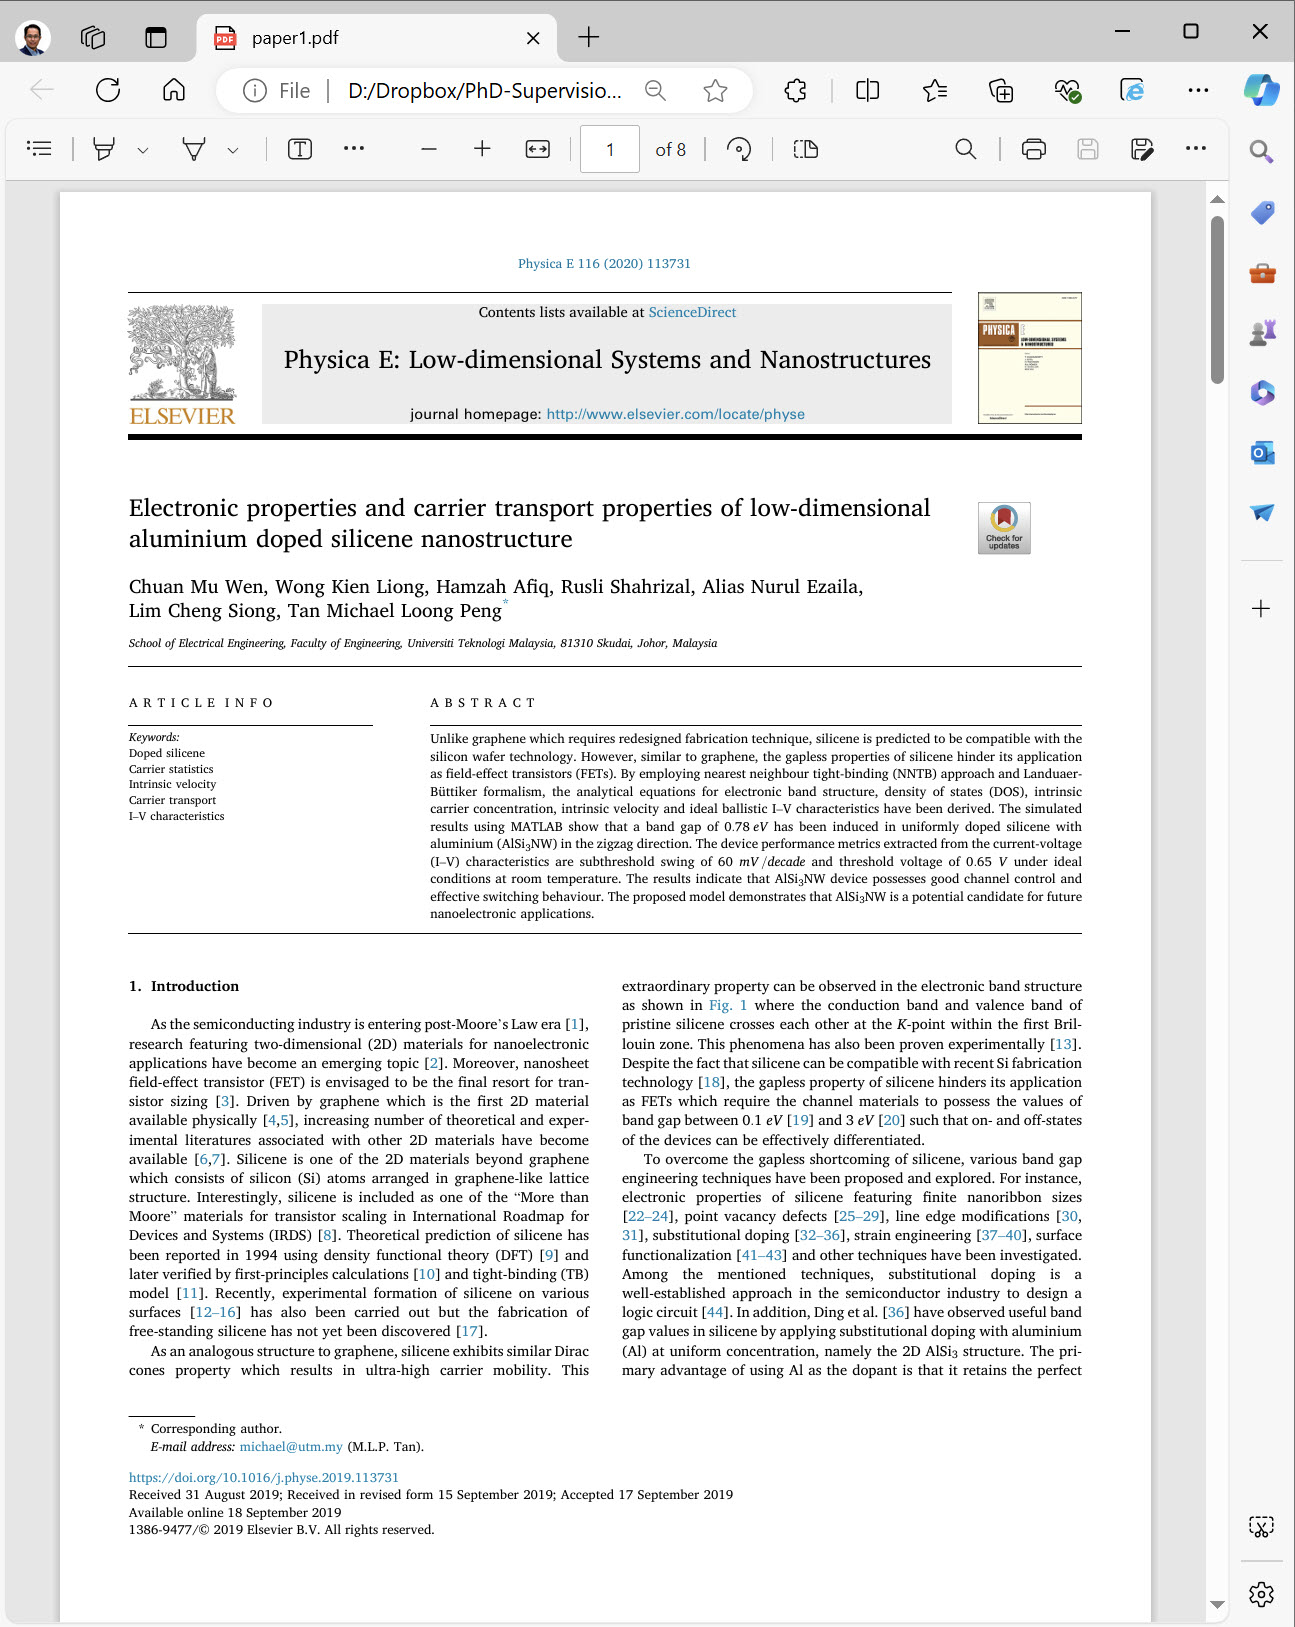 paper1.pdf
File
D:/Dropbox/PhD-Supervisio...
1
of 8
Physica E 116 (2020) 113731
Contents lists available at ScienceDirect
Physica E: Low-dimensional Systems and Nanostructures
journal homepage: http://www.elsevier.com/locate/physe
ELSEVIER
PHYSICA
LOW-DIMENSIONAL SYSTEMS
& NANOSTRUCTURES
Electronic properties and carrier transport properties of low-dimensional
aluminium doped silicene nanostructure
Check for
updates
Chuan Mu Wen, Wong Kien Liong, Hamzah Afiq, Rusli Shahrizal, Alias Nurul Ezaila,
Lim Cheng Siong, Tan Michael Loong Peng*
School of Electrical Engineering, Faculty of Engineering, Universiti Teknologi Malaysia, 81310 Skudai, Johor, Malaysia
ARTICLE INFO
Keywords:
Doped silicene
Carrier statistics
Intrinsic velocity
Carrier transport
I–V characteristics
ABSTRACT
Unlike graphene which requires redesigned fabrication technique, silicene is predicted to be compatible with the
silicon wafer technology. However, similar to graphene, the gapless properties of silicene hinder its application
as field-effect transistors (FETs). By employing nearest neighbour tight-binding (NNTB) approach and Landuaer-
Büttiker formalism, the analytical equations for electronic band structure, density of states (DOS), intrinsic
carrier concentration, intrinsic velocity and ideal ballistic I–V characteristics have been derived. The simulated
results using MATLAB show that a band gap of 0.78 eV has been induced in uniformly doped silicene with
aluminium (AlSi₃NW) in the zigzag direction. The device performance metrics extracted from the current-voltage
(I–V) characteristics are subthreshold swing of 60 mV/decade and threshold voltage of 0.65 V under ideal
conditions at room temperature. The results indicate that AlSi₃NW device possesses good channel control and
effective switching behaviour. The proposed model demonstrates that AlSi₃NW is a potential candidate for future
nanoelectronic applications.
1. Introduction
As the semiconducting industry is entering post-Moore's Law era [1],
research featuring two-dimensional (2D) materials for nanoelectronic
applications have become an emerging topic [2]. Moreover, nanosheet
field-effect transistor (FET) is envisaged to be the final resort for tran-
sistor sizing [3]. Driven by graphene which is the first 2D material
available physically [4,5], increasing number of theoretical and exper-
imental literatures associated with other 2D materials have become
available [6,7]. Silicene is one of the 2D materials beyond graphene
which consists of silicon (Si) atoms arranged in graphene-like lattice
structure. Interestingly, silicene is included as one of the “More than
Moore” materials for transistor scaling in International Roadmap for
Devices and Systems (IRDS) [8]. Theoretical prediction of silicene has
been reported in 1994 using density functional theory (DFT) [9] and
later verified by first-principles calculations [10] and tight-binding (TB)
model [11]. Recently, experimental formation of silicene on various
surfaces [12–16] has also been carried out but the fabrication of
free-standing silicene has not yet been discovered [17].
As an analogous structure to graphene, silicene exhibits similar Dirac
cones property which results in ultra-high carrier mobility. This
extraordinary property can be observed in the electronic band structure
as shown in Fig. 1 where the conduction band and valence band of
pristine silicene crosses each other at the K-point within the first Bril-
louin zone. This phenomena has also been proven experimentally [13].
Despite the fact that silicene can be compatible with recent Si fabrication
technology [18], the gapless property of silicene hinders its application
as FETs which require the channel materials to possess the values of
band gap between 0.1 eV [19] and 3 eV [20] such that on- and off-states
of the devices can be effectively differentiated.
To overcome the gapless shortcoming of silicene, various band gap
engineering techniques have been proposed and explored. For instance,
electronic properties of silicene featuring finite nanoribbon sizes
[22–24], point vacancy defects [25–29], line edge modifications [30,
31], substitutional doping [32–36], strain engineering [37–40], surface
functionalization [41–43] and other techniques have been investigated.
Among the mentioned techniques, substitutional doping is a
well-established approach in the semiconductor industry to design a
logic circuit [44]. In addition, Ding et al. [36] have observed useful band
gap values in silicene by applying substitutional doping with aluminium
(Al) at uniform concentration, namely the 2D AlSi₃ structure. The pri-
mary advantage of using Al as the dopant is that it retains the perfect
* Corresponding author.
E-mail address: michael@utm.my (M.L.P. Tan).
https://doi.org/10.1016/j.physe.2019.113731
Received 31 August 2019; Received in revised form 15 September 2019; Accepted 17 September 2019
Available online 18 September 2019
1386-9477/© 2019 Elsevier B.V. All rights reserved.